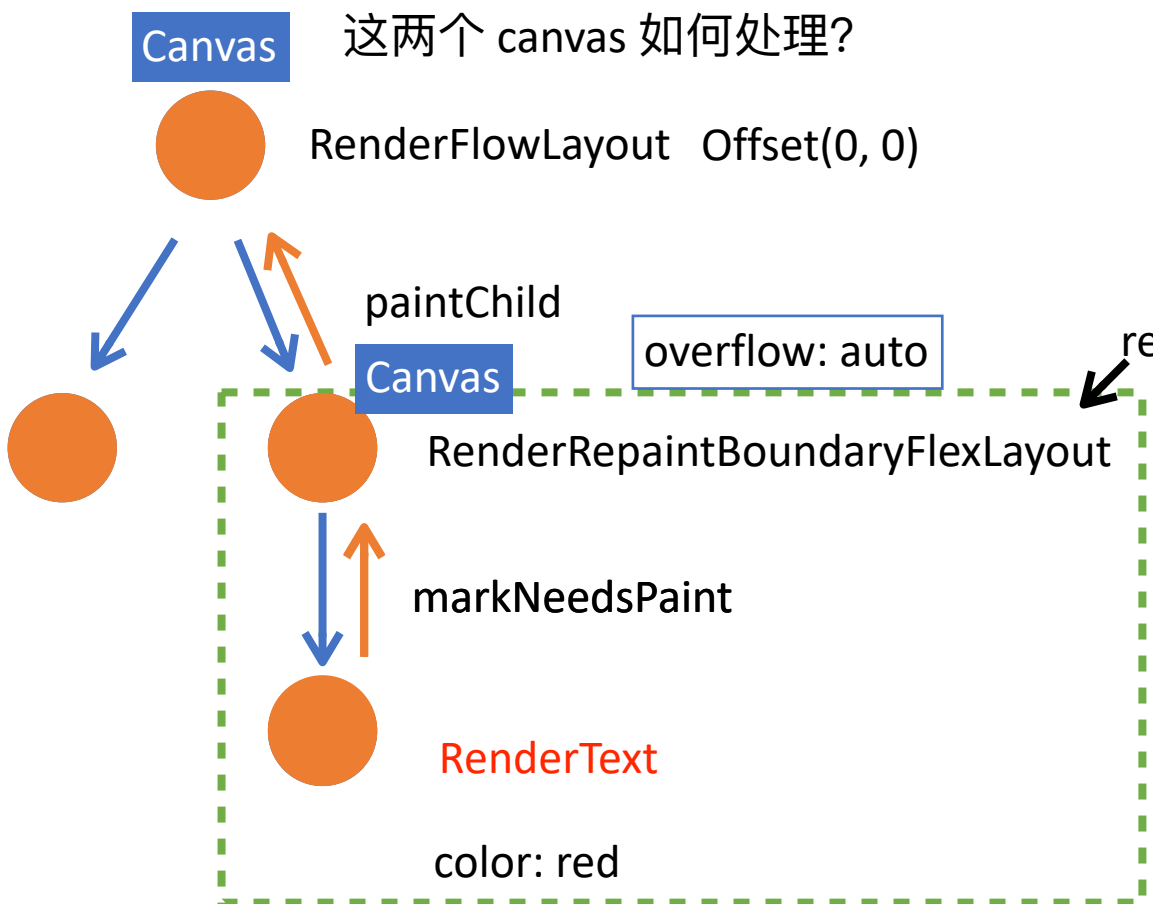 Canvas
这两个 canvas 如何处理?
RenderFlowLayout Offset(0, 0)
paintChild
overflow: auto
re
Canvas
RenderRepaintBoundaryFlexLayout
markNeedsPaint
RenderText
color: red